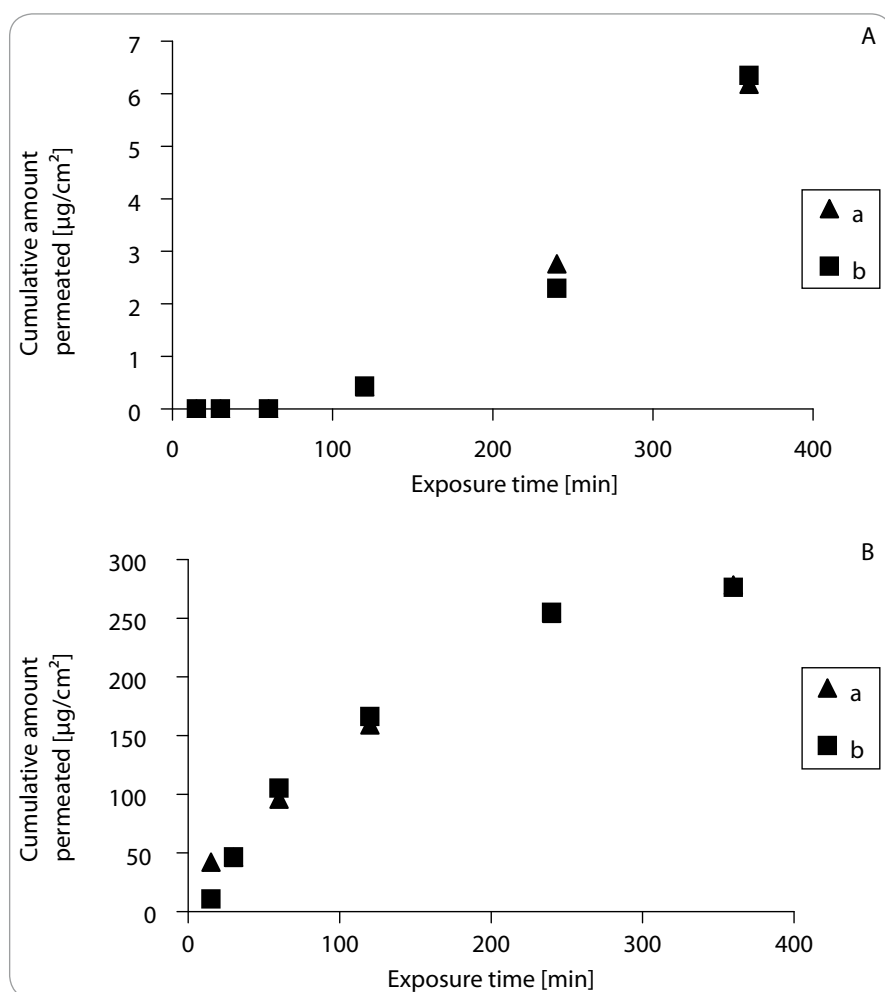 A
7
6
5
4
3
2
1
0
0 100 200 300 400
Exposure time [min]
Cumulative amount
permeated [µg/cm²]
a
b
B
300
250
200
150
100
50
0
0 100 200 300 400
Exposure time [min]
Cumulative amount
permeated [µg/cm²]
a
b